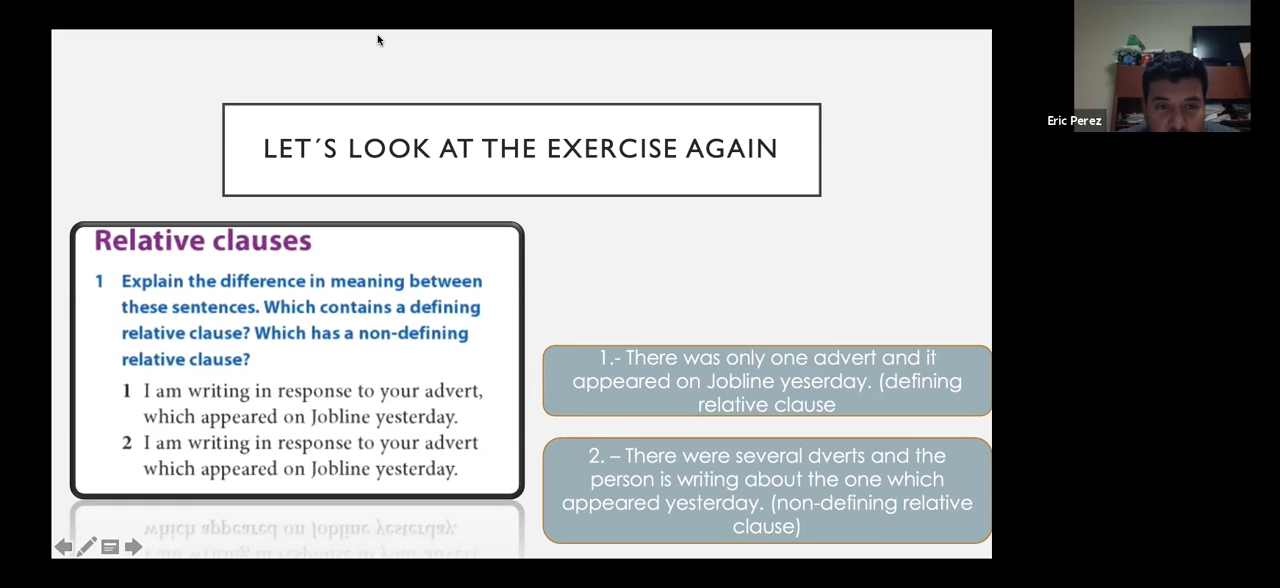 LET´S LOOK AT THE EXERCISE AGAIN
Eric Perez
Relative clauses
1 Explain the difference in meaning between
these sentences. Which contains a defining
relative clause? Which has a non-defining
relative clause?
1 I am writing in response to your advert,
which appeared on Jobline yesterday.
2 I am writing in response to your advert
which appeared on Jobline yesterday.
1.- There was only one advert and it
appeared on Jobline yeserday. (defining
relative clause
2. – There were several dverts and the
person is writing about the one which
appeared yesterday. (non-defining relative
clause)